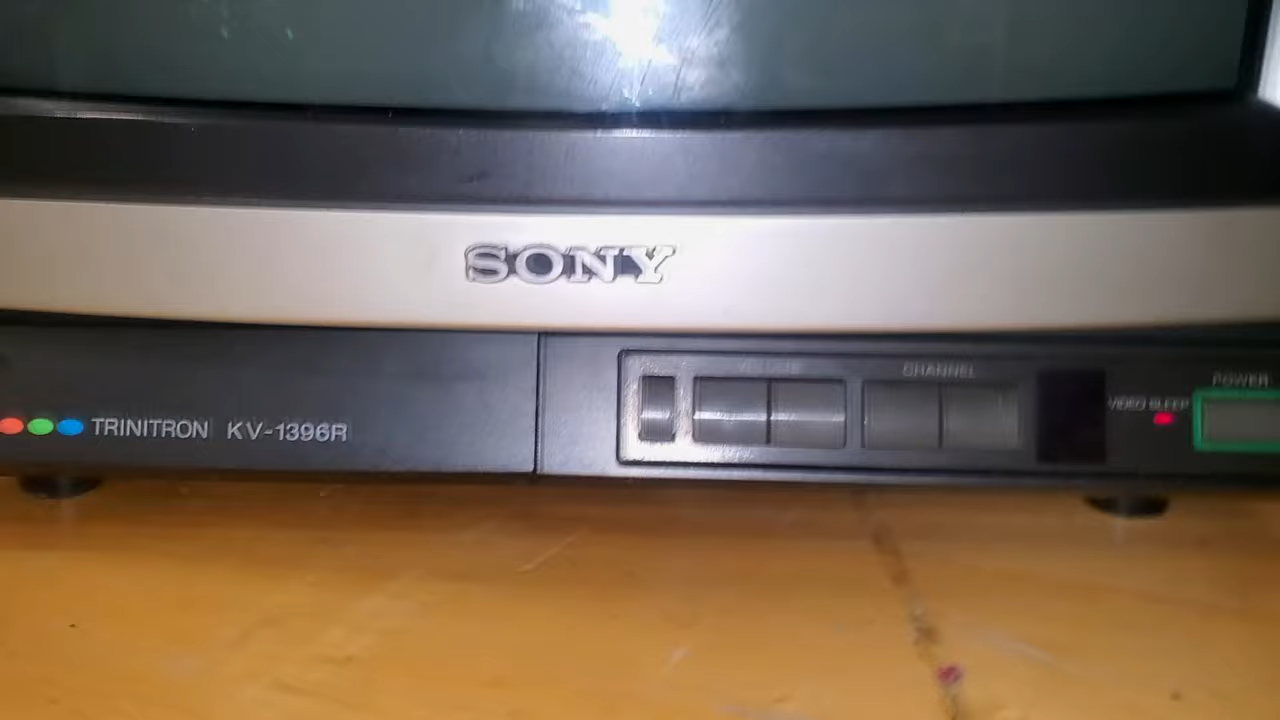 SONY
TRINITRON KV-1396R
CHANNEL
VIDEO SLEEP
POWER